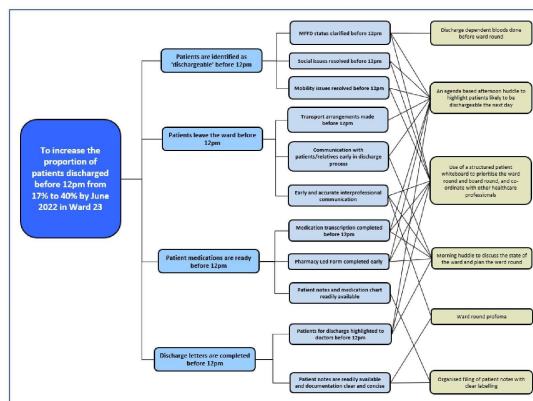 To increase the
proportion of
patients discharged
before 12pm from
17% to 40% by June
2022 in Ward 23
Patients are identified as
'dischargeable' before 12pm
Patients leave the ward before
12pm
Patient medications are ready
before 12pm
Discharge letters are completed
before 12pm
MFFD status clarified before 12pm
Social issues resolved before 12pm
Mobility issues resolved before 12pm
Transport arrangements made
before 12pm
Communication with
patients/relatives early in discharge
process
Early and accurate interprofessional
communication
Medication transcription completed
before 12pm
Pharmacy Led Form completed early
Patient notes and medication chart
readily available
Patients for discharge highlighted to
doctors before 12pm
Patient notes are readily available
and documentation clear and concise
Discharge dependent bloods done
before ward round
An agenda based afternoon huddle to
highlight patients likely to be
dischargeable the next day
Use of a structured patient
whiteboard to prioritise the ward
round and board round, and co-
ordinate with other healthcare
professionals
Morning huddle to discuss the state of
the ward and plan the ward round
Ward round profoma
Organised filing of patient notes with
clear labelling